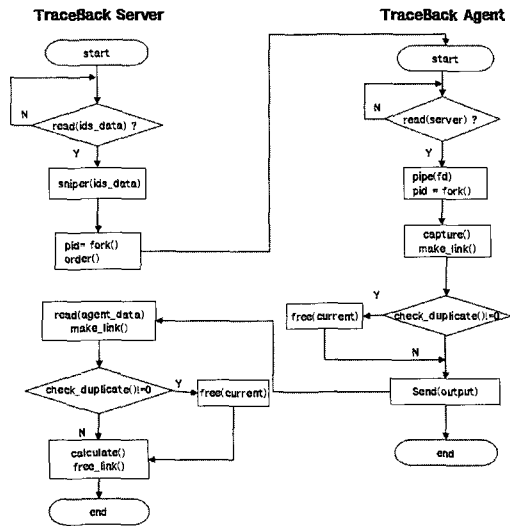 TraceBack Server
start
N
read(ids_data) ?
Y
sniper(ids_data)
pid= fork()
order()
read(agent_data)
make_link()
check_duplicate()!=0
Y
free(current)
N
calculate()
free_link()
end
TraceBack Agent
start
N
read(server) ?
Y
pipe(fd)
pid = fork()
capture()
make_link()
Y
check_duplicate()!=0
free(current)
N
Send(output)
end